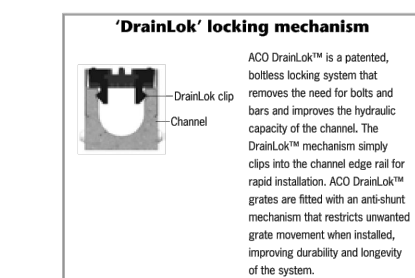 ‘DrainLok’ locking mechanism
DrainLok clip
Channel
ACO DrainLok™ is a patented,
boltless locking system that
removes the need for bolts and
bars and improves the hydraulic
capacity of the channel. The
DrainLok™ mechanism simply
clips into the channel edge rail for
rapid installation. ACO DrainLok™
grates are fitted with an anti-shunt
mechanism that restricts unwanted
grate movement when installed,
improving durability and longevity
of the system.